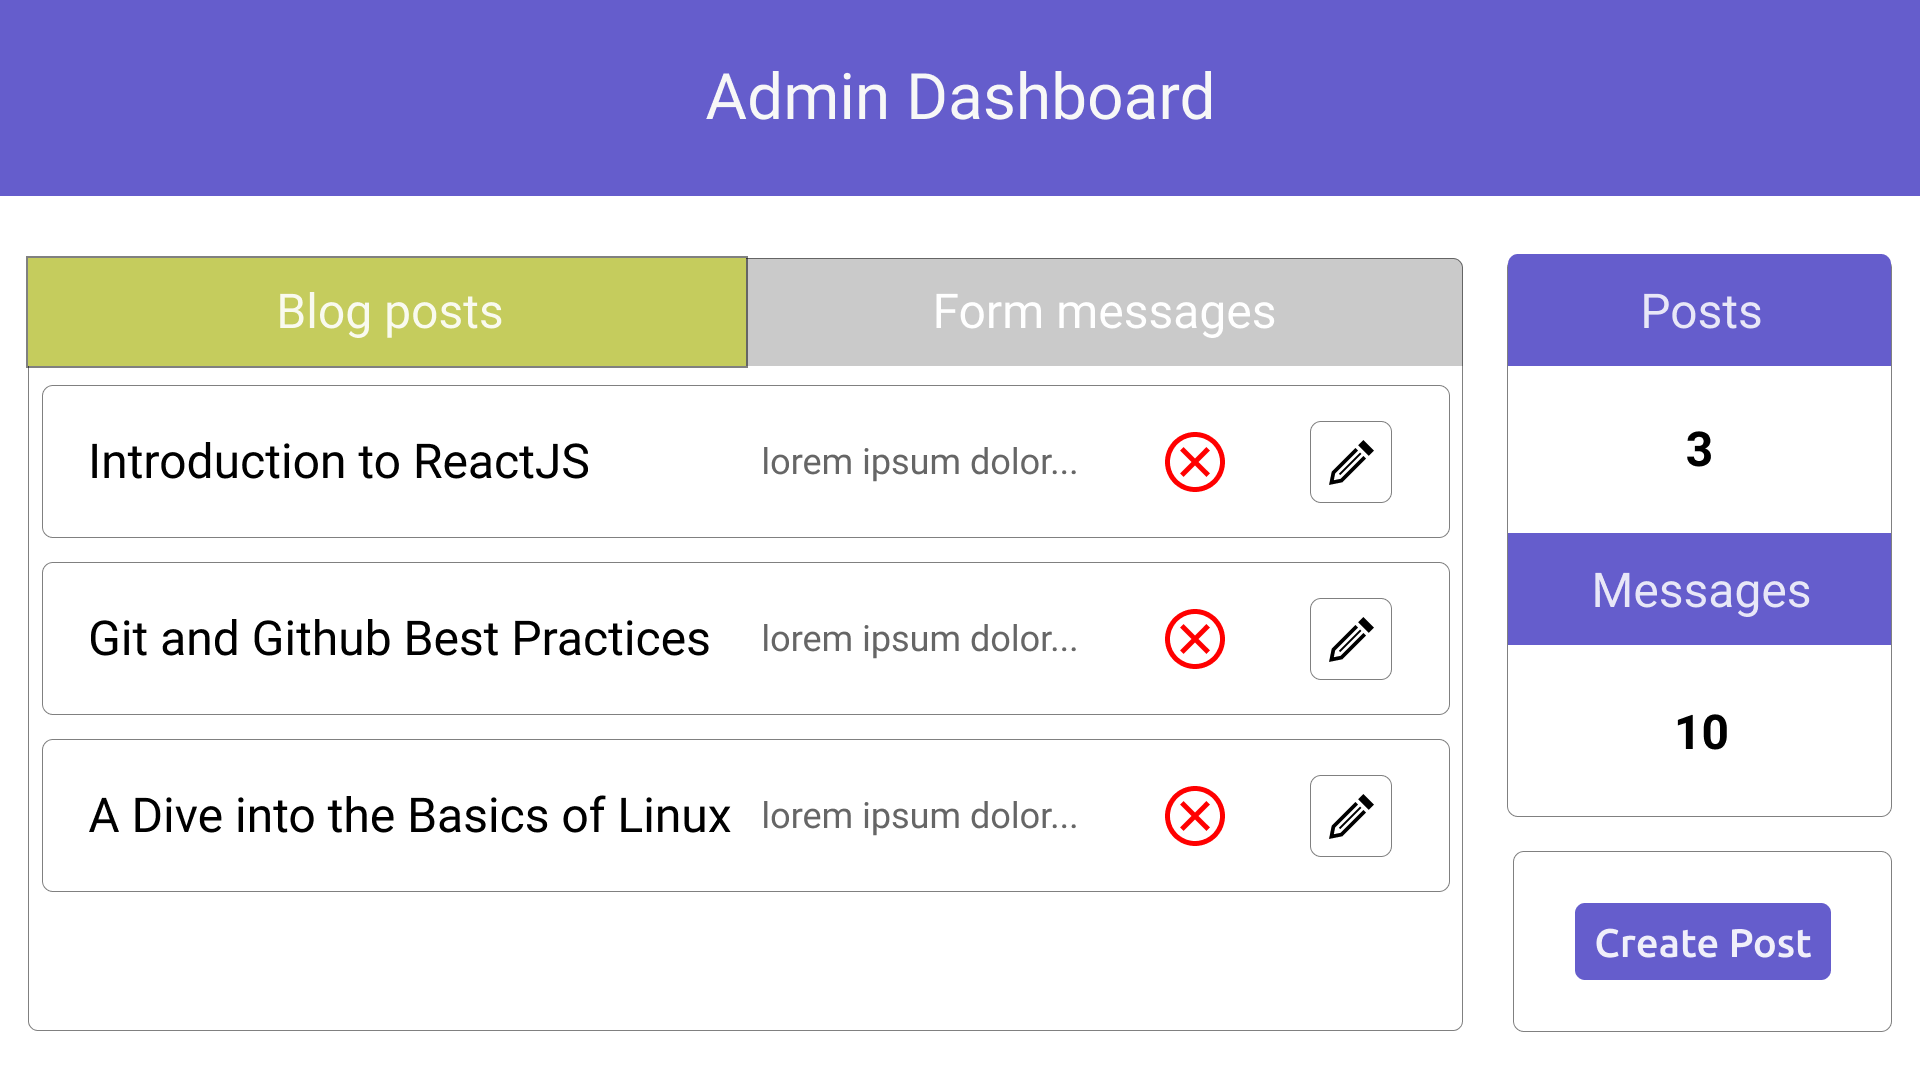 Admin Dashboard
Blog posts
Form messages
Introduction to ReactJS
lorem ipsum dolor...
Git and Github Best Practices
lorem ipsum dolor...
A Dive into the Basics of Linux
lorem ipsum dolor...
Posts
3
Messages
10
Create Post